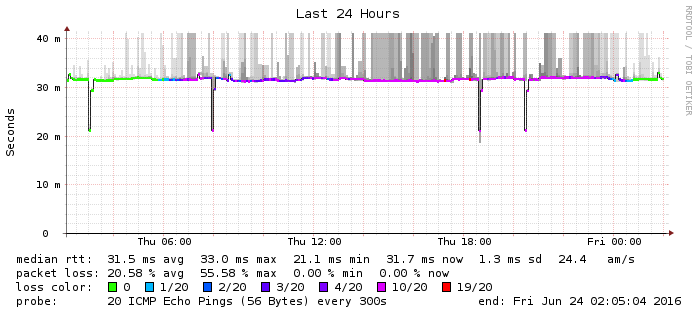 Last 24 Hours
RRDTOOL / TOBI OETIKER
Seconds
40 m
30 m
20 m
10 m
0
Thu 06:00 Thu 12:00 Thu 18:00 Fri 00:00
median rtt: 31.5 ms avg 33.0 ms max 21.1 ms min 31.7 ms now 1.3 ms sd 24.4 am/s
packet loss: 20.58 % avg 55.58 % max 0.00 % min 0.00 % now
loss color: 0 1/20 2/20 3/20 4/20 10/20 19/20
probe: 20 ICMP Echo Pings (56 Bytes) every 300s end: Fri Jun 24 02:05:04 2016